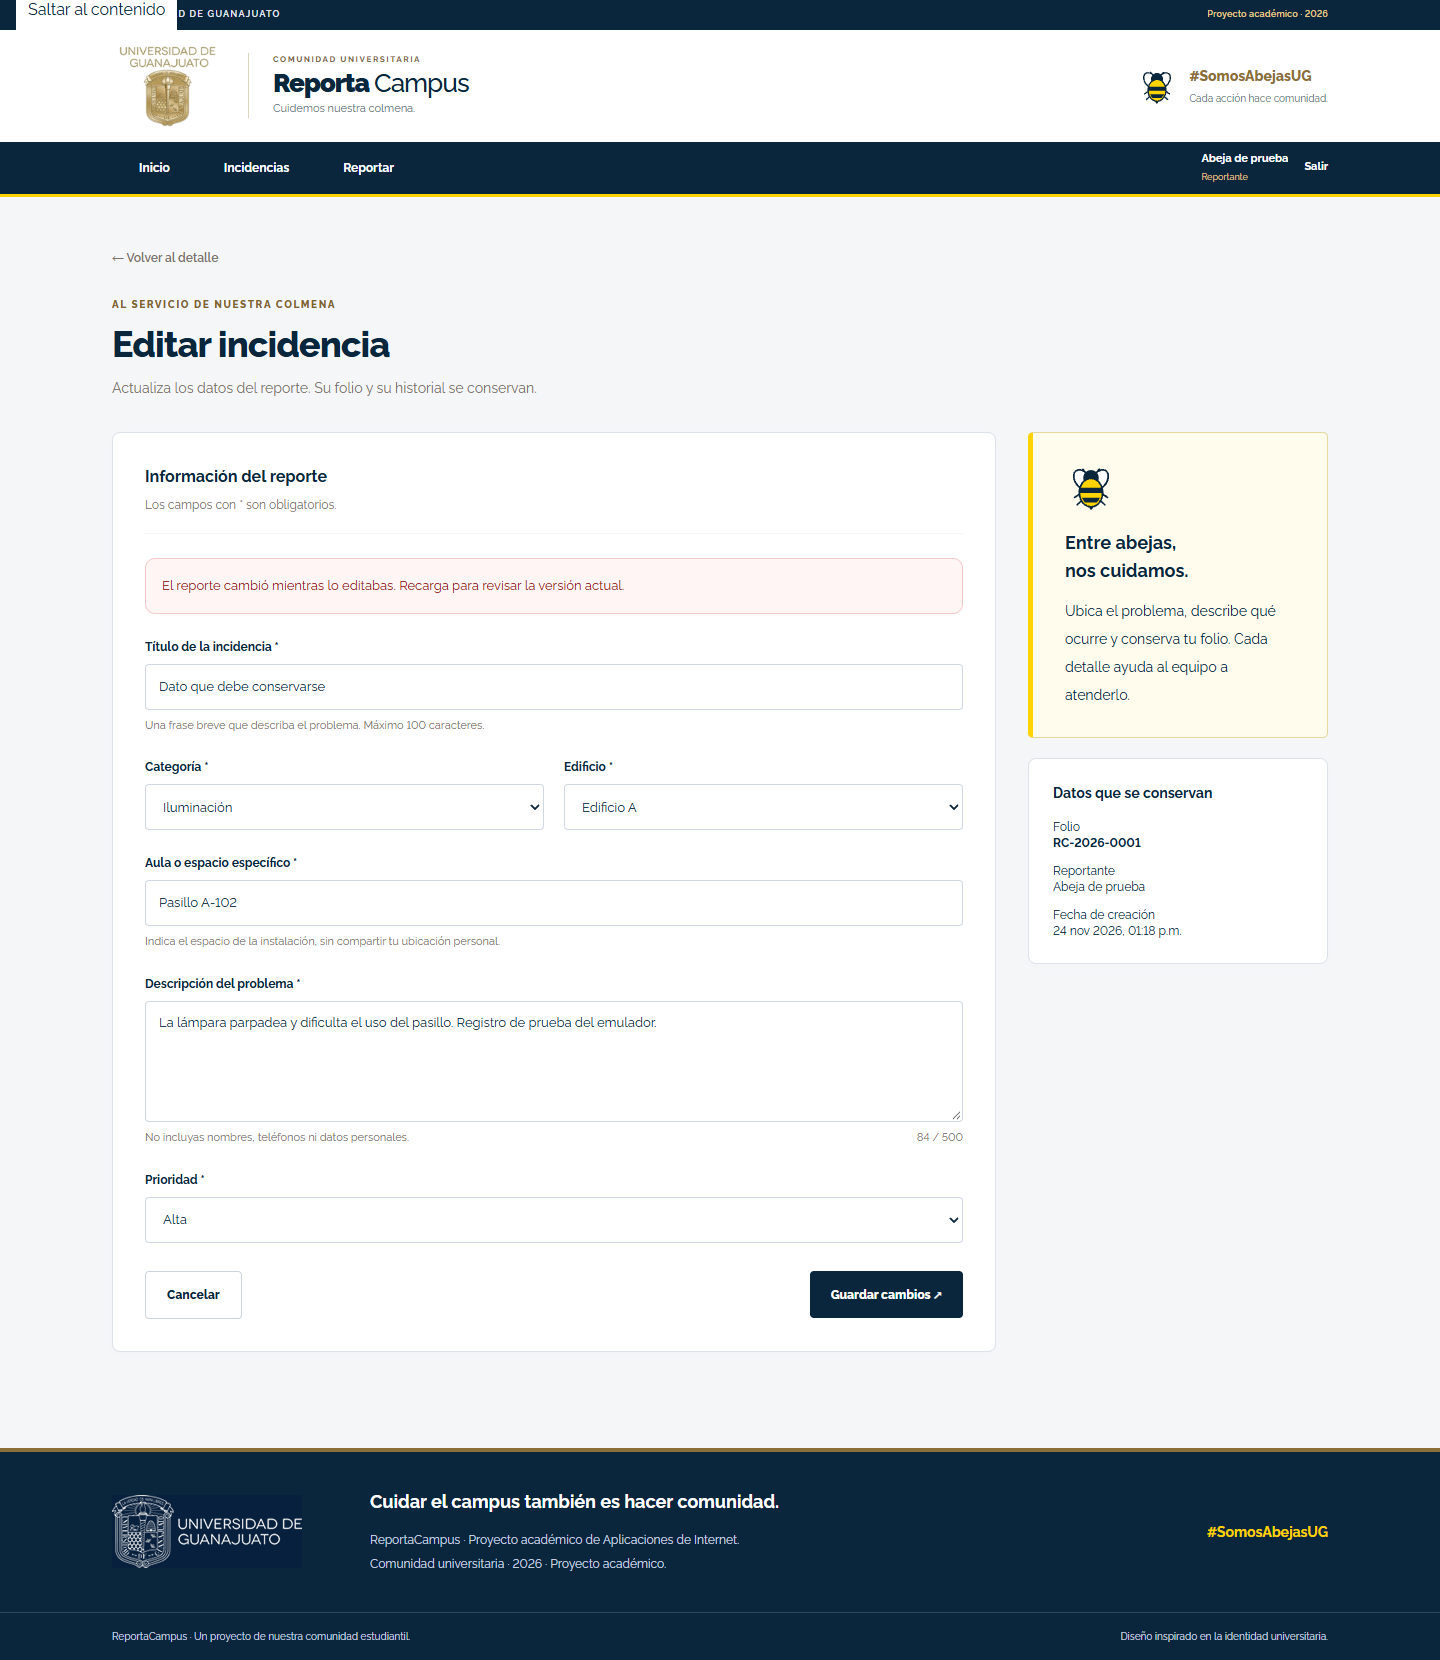 Saltar al contenido
D DE GUANAJUATO
Proyecto académico · 2026
UNIVERSIDAD DE
GUANAJUATO
COMUNIDAD UNIVERSITARIA
Reporta Campus
Cuidemos nuestra colmena.
#SomosAbejasUG
Cada acción hace comunidad.
Inicio
Incidencias
Reportar
Abeja de prueba
Reportante
Salir
← Volver al detalle
AL SERVICIO DE NUESTRA COLMENA
Editar incidencia
Actualiza los datos del reporte. Su folio y su historial se conservan.
Información del reporte
Los campos con * son obligatorios.
El reporte cambió mientras lo editabas. Recarga para revisar la versión actual.
Título de la incidencia *
Dato que debe conservarse
Una frase breve que describa el problema. Máximo 100 caracteres.
Categoría *
Edificio *
Iluminación
Edificio A
Aula o espacio específico *
Pasillo A-102
Indica el espacio de la instalación, sin compartir tu ubicación personal.
Descripción del problema *
La lámpara parpadea y dificulta el uso del pasillo. Registro de prueba del emulador.
No incluyas nombres, teléfonos ni datos personales.
84 / 500
Prioridad *
Alta
Cancelar
Guardar cambios ↗
Entre abejas,
nos cuidamos.
Ubica el problema, describe qué
ocurre y conserva tu folio. Cada
detalle ayuda al equipo a
atenderlo.
Datos que se conservan
Folio
RC-2026-0001
Reportante
Abeja de prueba
Fecha de creación
24 nov 2026, 01:18 p.m.
UNIVERSIDAD DE
GUANAJUATO
Cuidar el campus también es hacer comunidad.
ReportaCampus · Proyecto académico de Aplicaciones de Internet.
Comunidad universitaria · 2026 · Proyecto académico.
#SomosAbejasUG
ReportaCampus · Un proyecto de nuestra comunidad estudiantil.
Diseño inspirado en la identidad universitaria.